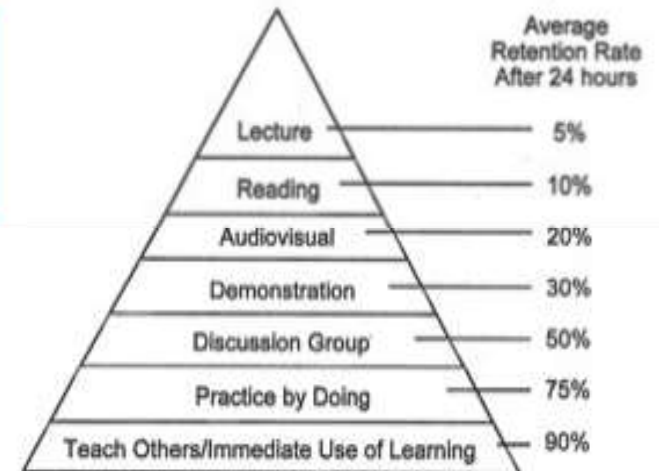 Average
Retention Rate
After 24 hours
Lecture 5%
Reading 10%
Audiovisual 20%
Demonstration 30%
Discussion Group 50%
Practice by Doing 75%
Teach Others/Immediate Use of Learning 90%